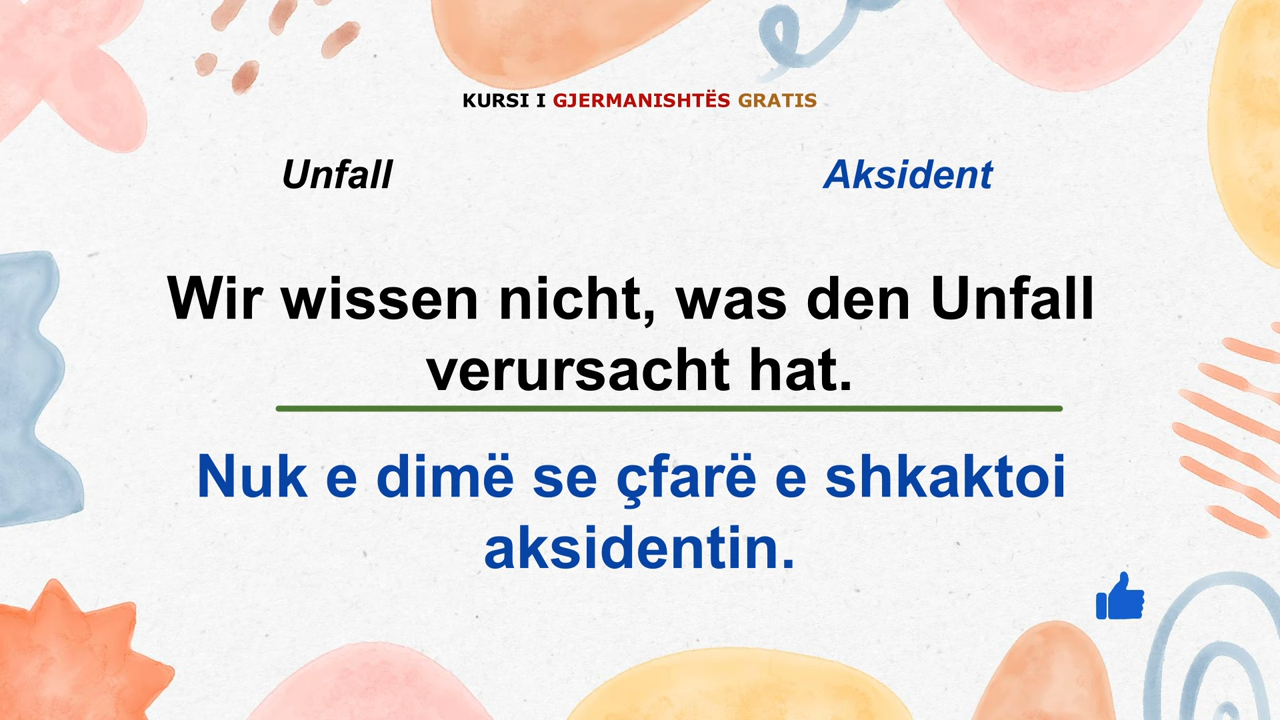 KURSI I GJERMANISHTËS GRATIS
Unfall
Aksident
Wir wissen nicht, was den Unfall
verursacht hat.
Nuk e dimë se çfarë e shkaktoi
aksidentin.